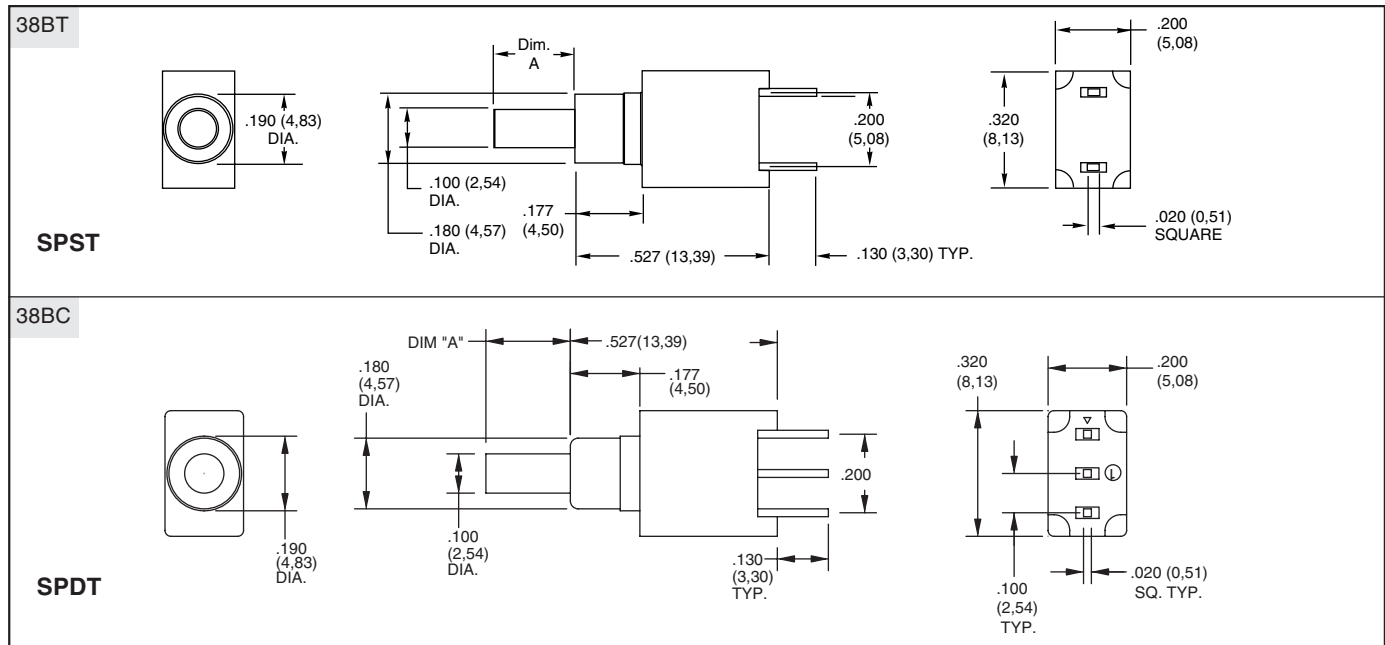 38BT
Dim.
A
.190 (4,83)
DIA.
.100 (2,54)
DIA.
.180 (4,57)
DIA.
.177
(4,50)
.527 (13,39)
.200
(5,08)
.130 (3,30) TYP.
.200
(5,08)
.320
(8,13)
.020 (0,51)
SQUARE
SPST
38BC
DIM "A"
.527(13,39)
.177
(4,50)
.180
(4,57)
DIA.
.190
(4,83)
DIA.
.100
(2,54)
DIA.
.200
.130
(3,30)
TYP.
.320
(8,13)
.200
(5,08)
L
.020 (0,51)
SQ. TYP.
.100
(2,54)
TYP.
SPDT